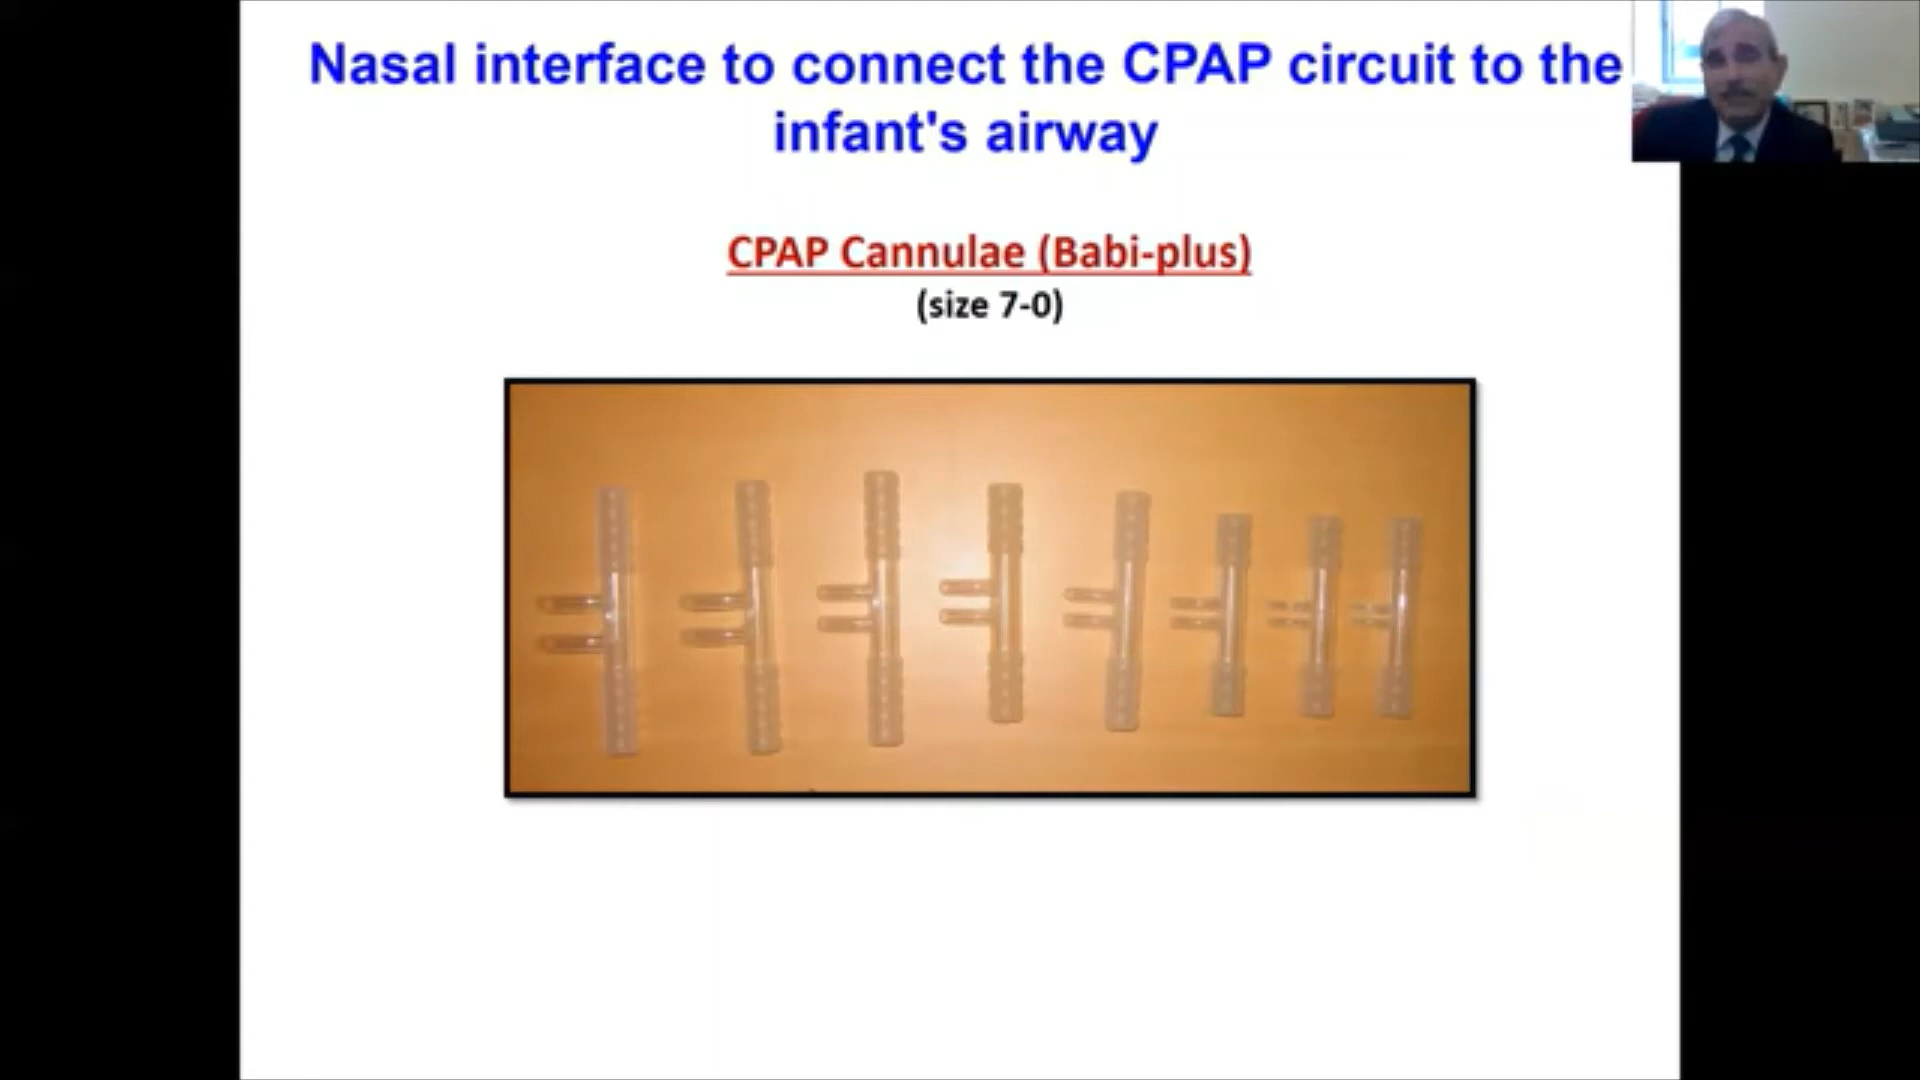 Nasal interface to connect the CPAP circuit to the
infant's airway
CPAP Cannulae (Babi-plus)
(size 7-0)